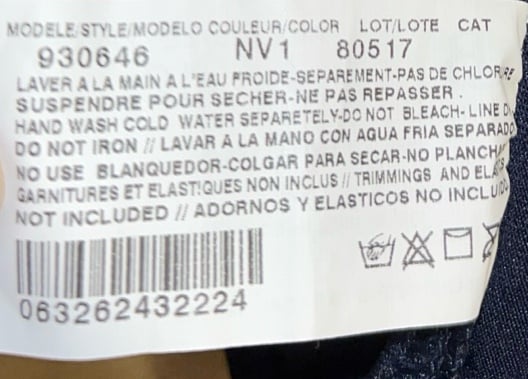 MODELE/STYLE/MODELO COULEUR/COLOR LOT/LOTE CAT
930646 NV1 80517
LAVER A LA MAIN A L'EAU FROIDE-SEPAREMENT-PAS DE CHLORURE
SUSPENDRE POUR SECHER-NE PAS REPASSER.
HAND WASH COLD WATER SEPARETELY-DO NOT BLEACH- LINE
DO NOT IRON // LAVAR A LA MANO CON AGUA FRIA SEPARADO
NO USE BLANQUEDOR-COLGAR PARA SECAR-NO PLANCHA
GARNITURES ET ELASTIQUES NON INCLUS // TRIMMINGS AND
NOT INCLUDED // ADORNOS Y ELASTICOS NO
063262432224